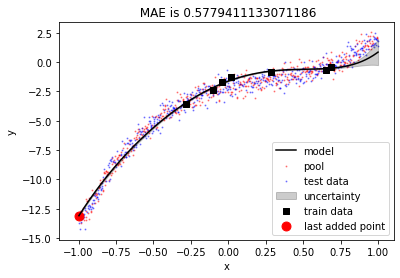 MAE is 0.5779411133071186
2.5
0.0
−2.5
−5.0
−7.5
−10.0
−12.5
−15.0
y
model
pool
test data
uncertainty
train data
last added point
−1.00
−0.75
−0.50
−0.25
0.00
0.25
0.50
0.75
1.00
x